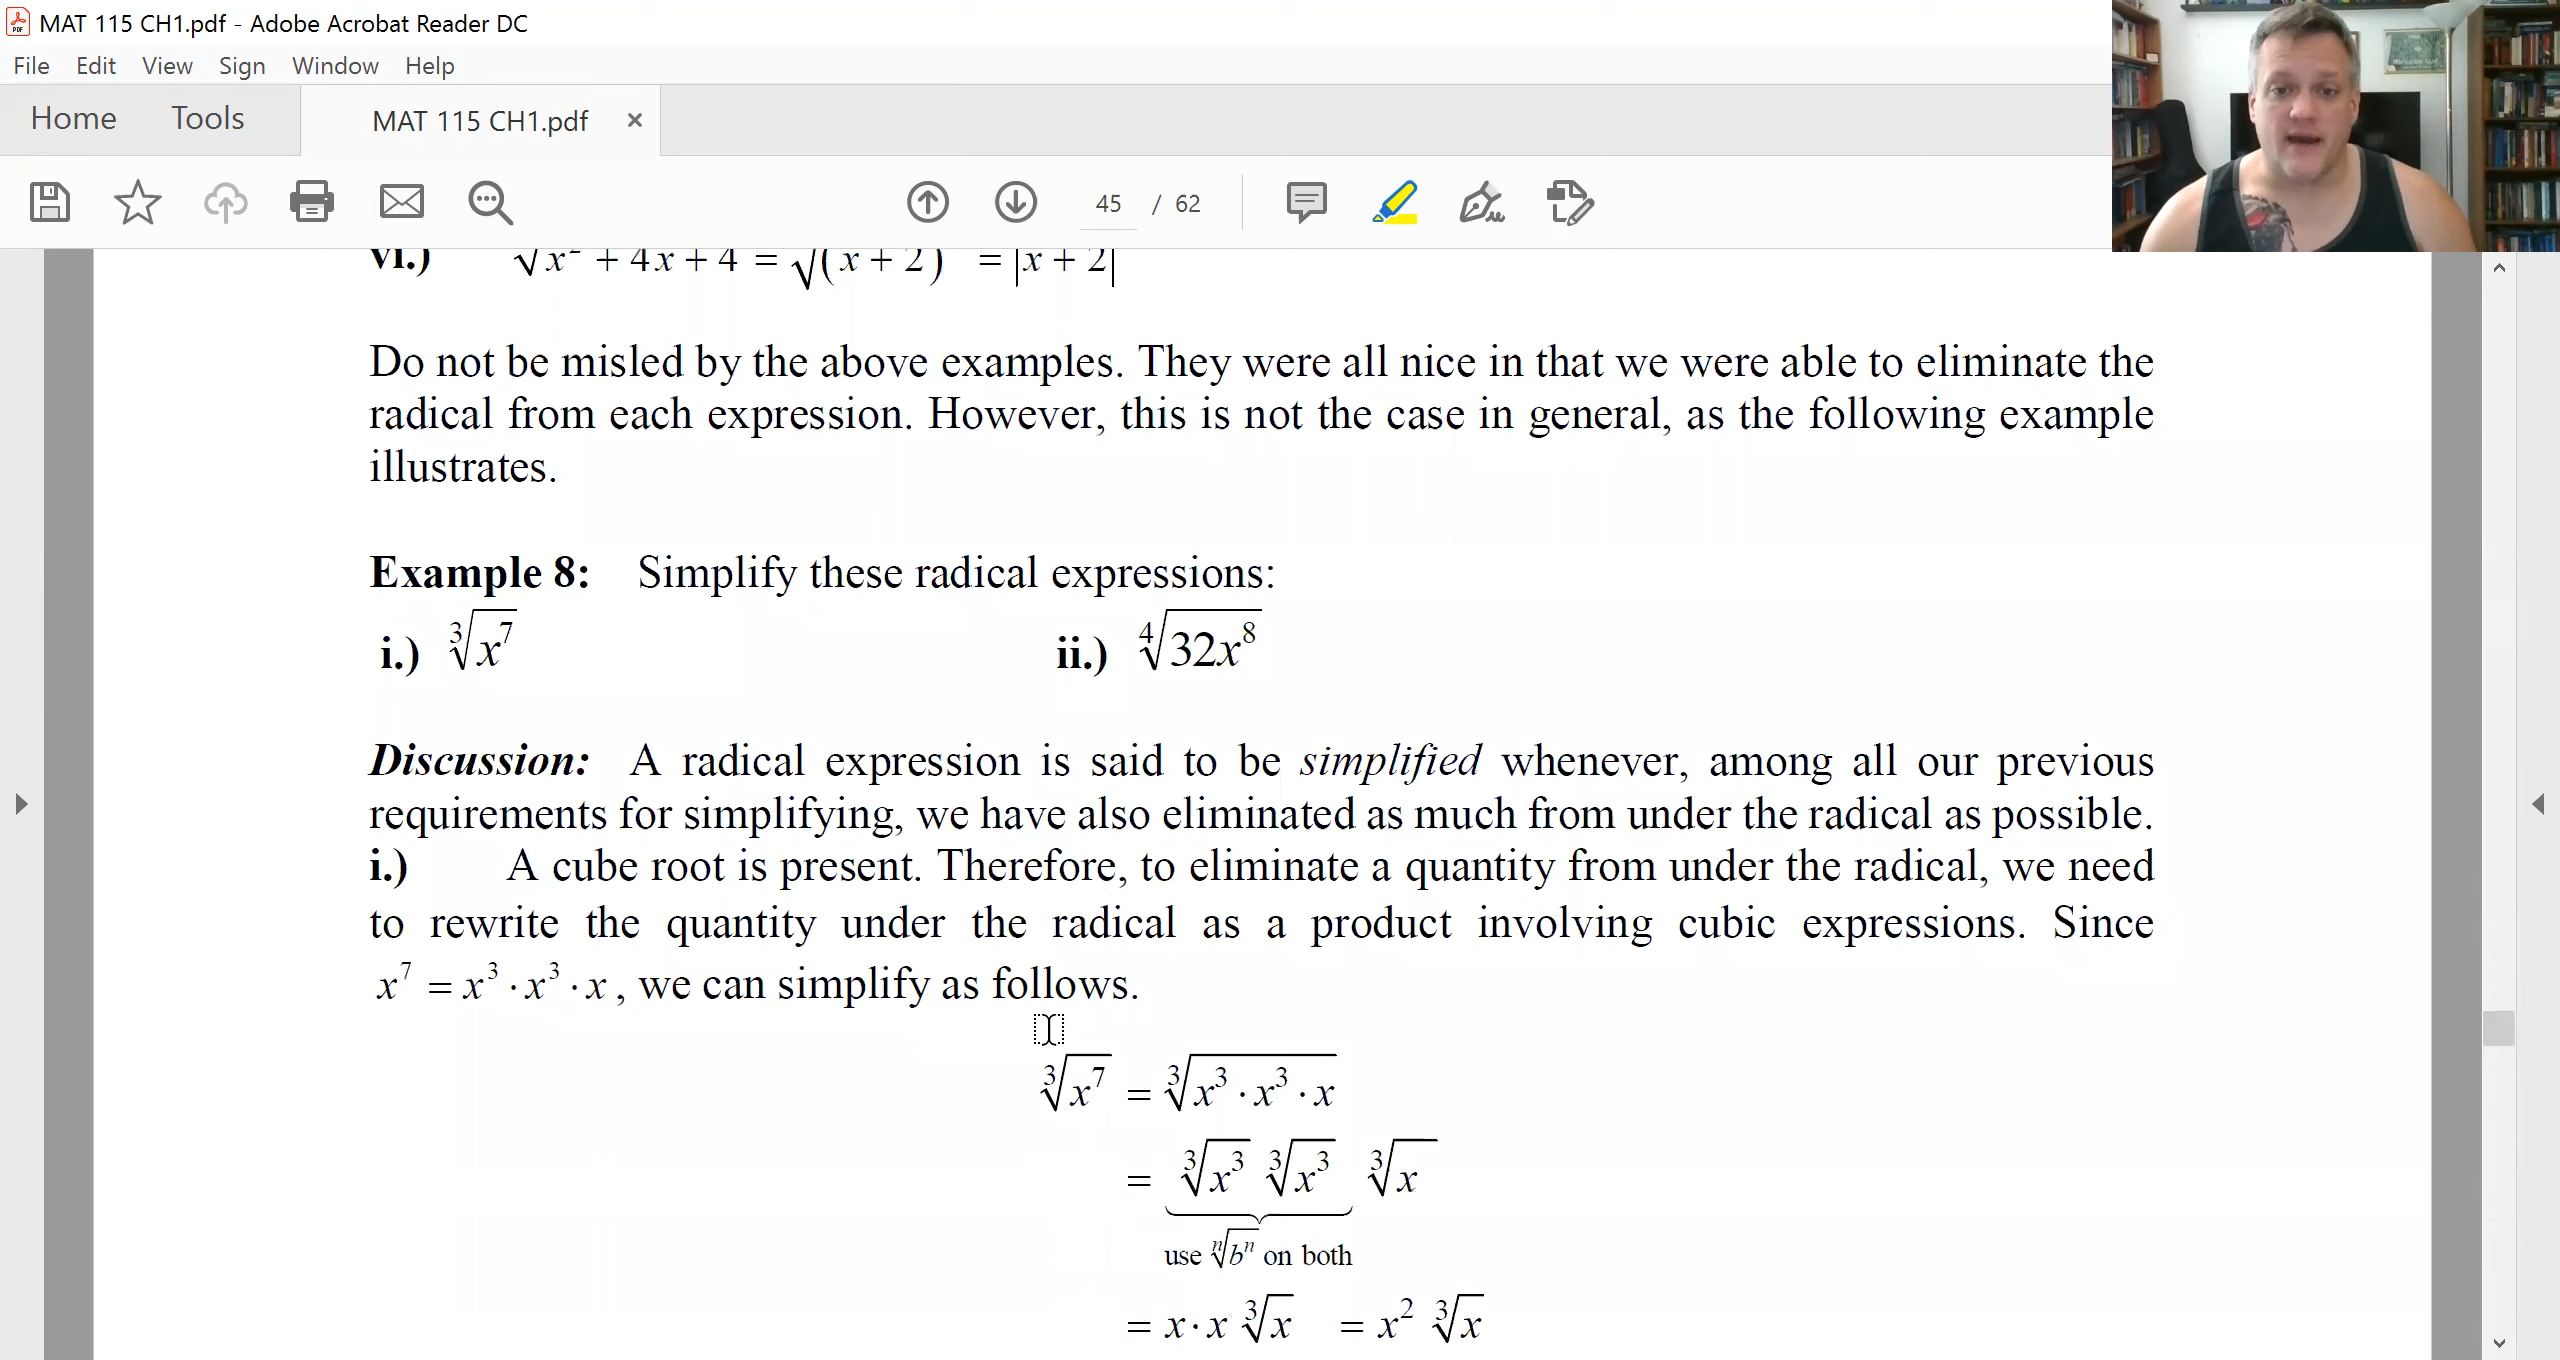 MAT 115 CH1.pdf - Adobe Acrobat Reader DC
File Edit View Sign Window Help
Home Tools MAT 115 CH1.pdf ×
45 / 62
vi.) √x² + 4x + 4 = √(x + 2) = |x + 2|
Do not be misled by the above examples. They were all nice in that we were able to eliminate the
radical from each expression. However, this is not the case in general, as the following example
illustrates.
Example 8: Simplify these radical expressions:
i.) ∛x⁷ ii.) ∜32x⁸
Discussion: A radical expression is said to be simplified whenever, among all our previous
requirements for simplifying, we have also eliminated as much from under the radical as possible.
i.) A cube root is present. Therefore, to eliminate a quantity from under the radical, we need
to rewrite the quantity under the radical as a product involving cubic expressions. Since
x⁷ = x³ · x³ · x , we can simplify as follows.
∛x⁷ = ∛x³ · x³ · x
= ∛x³ ∛x³ ∛x
use ⁿ√bⁿ on both
= x · x ∛x = x² ∛x